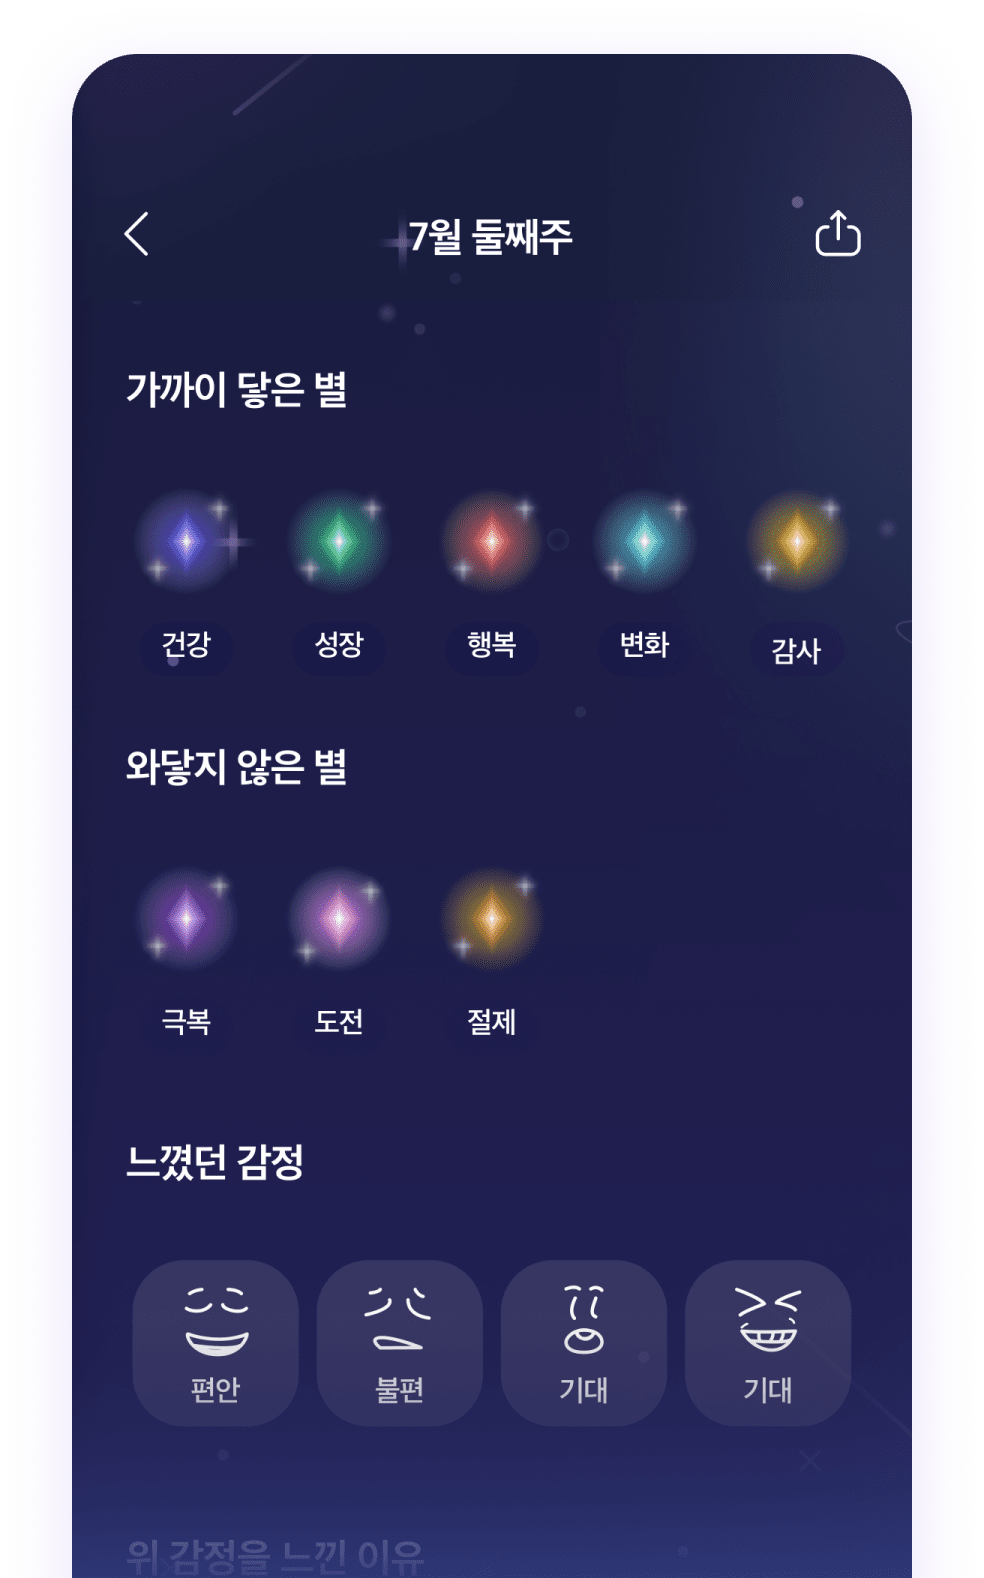 7월 둘째주
가까이 닿은 별
건강 성장 행복 변화 감사
와닿지 않은 별
극복 도전 절제
느꼈던 감정
편안 불편 기대 기대
위 감정을 느낀 이유